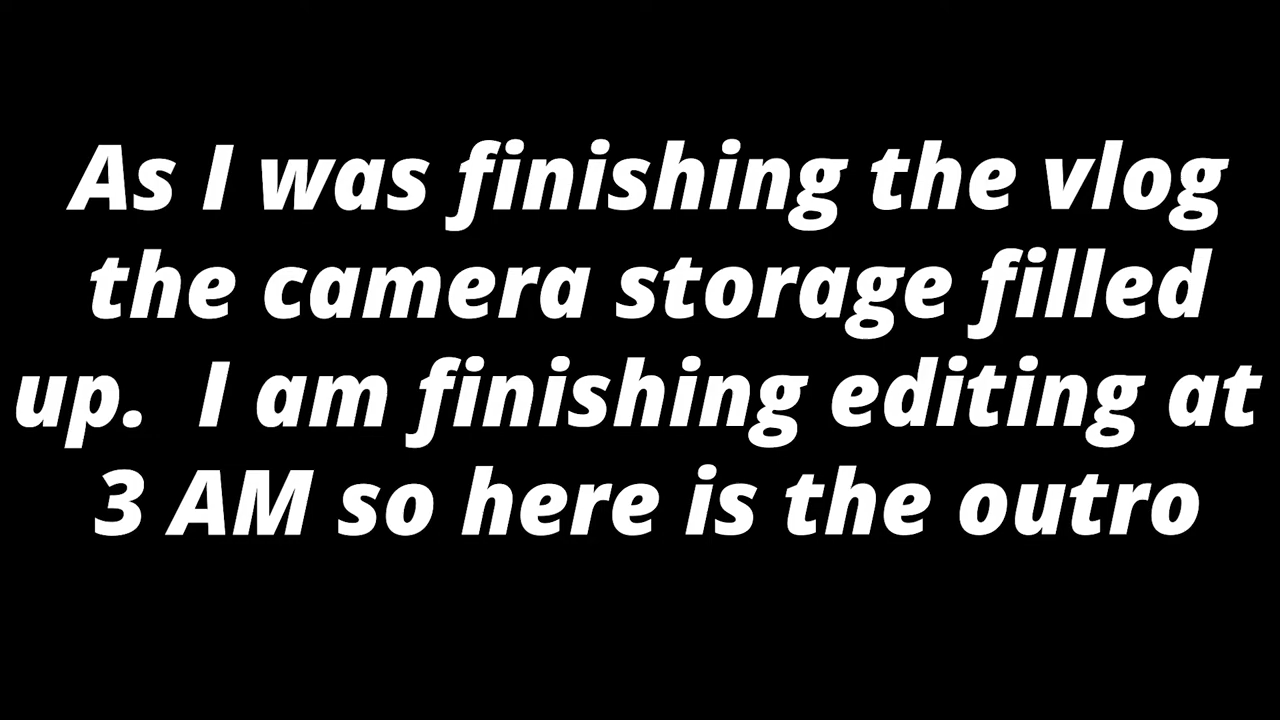 As I was finishing the vlog
the camera storage filled
up.  I am finishing editing at
3 AM so here is the outro